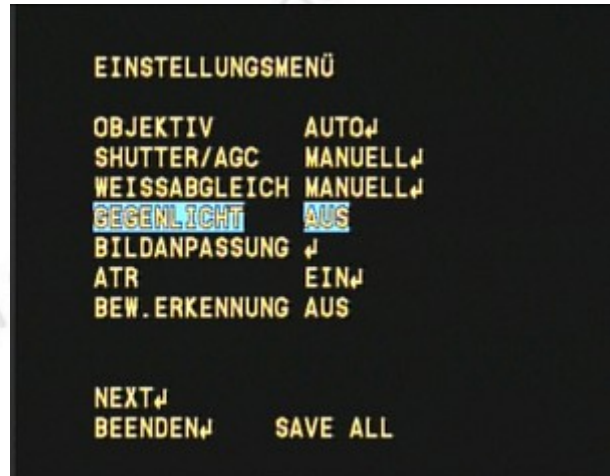 EINSTELLUNGSMENÜ
OBJEKTIV AUTO↵
SHUTTER/AGC MANUELL↵
WEISSABGLEICH MANUELL↵
GEGENLICHT AUS
BILDANPASSUNG ↵
ATR EIN↵
BEW.ERKENNUNG AUS
NEXT↵
BEENDEN↵ SAVE ALL